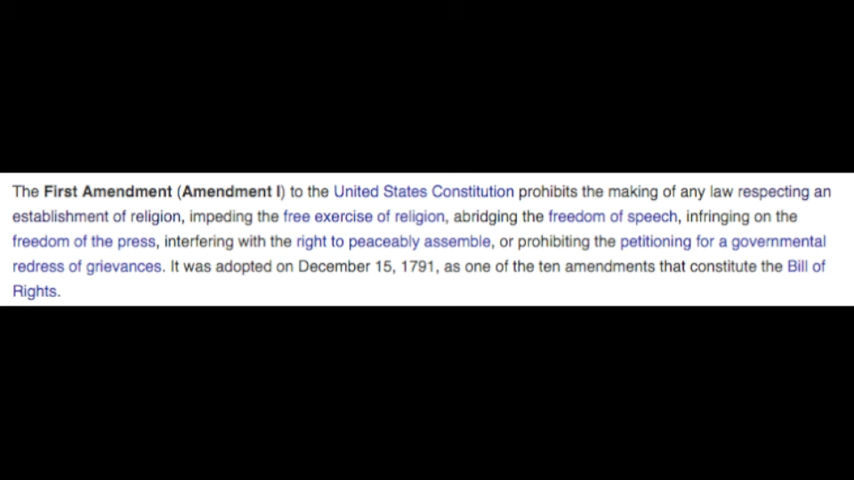 The First Amendment (Amendment I) to the United States Constitution prohibits the making of any law respecting an
establishment of religion, impeding the free exercise of religion, abridging the freedom of speech, infringing on the
freedom of the press, interfering with the right to peaceably assemble, or prohibiting the petitioning for a governmental
redress of grievances. It was adopted on December 15, 1791, as one of the ten amendments that constitute the Bill of
Rights.